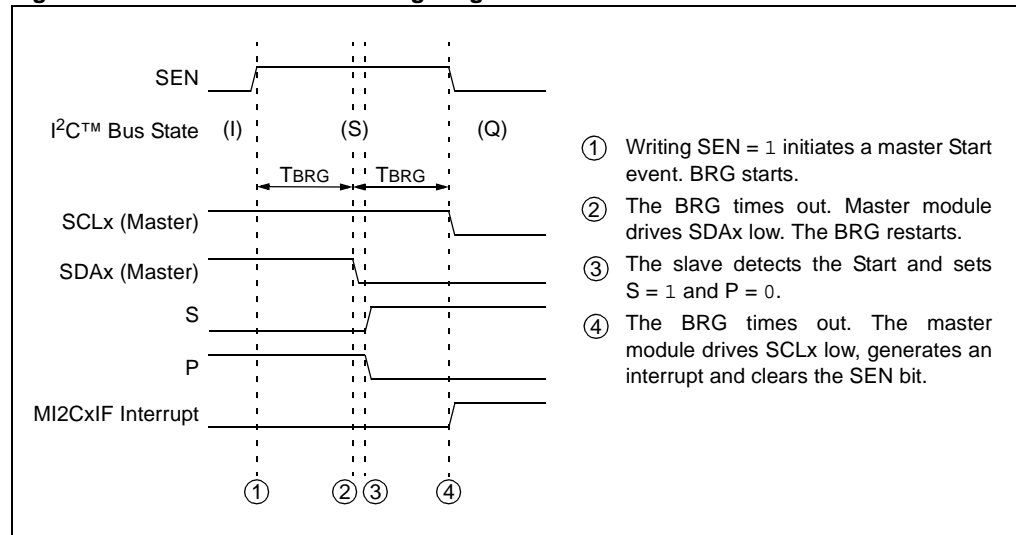 SEN
I2C™ Bus State (I) (S) (Q)
TBRG TBRG
SCLx (Master)
SDAx (Master)
S
P
MI2CxIF Interrupt
1 2 3 4
1 Writing SEN = 1 initiates a master Start
event. BRG starts.
2 The BRG times out. Master module
drives SDAx low. The BRG restarts.
3 The slave detects the Start and sets
S = 1 and P = 0.
4 The BRG times out. The master
module drives SCLx low, generates an
interrupt and clears the SEN bit.